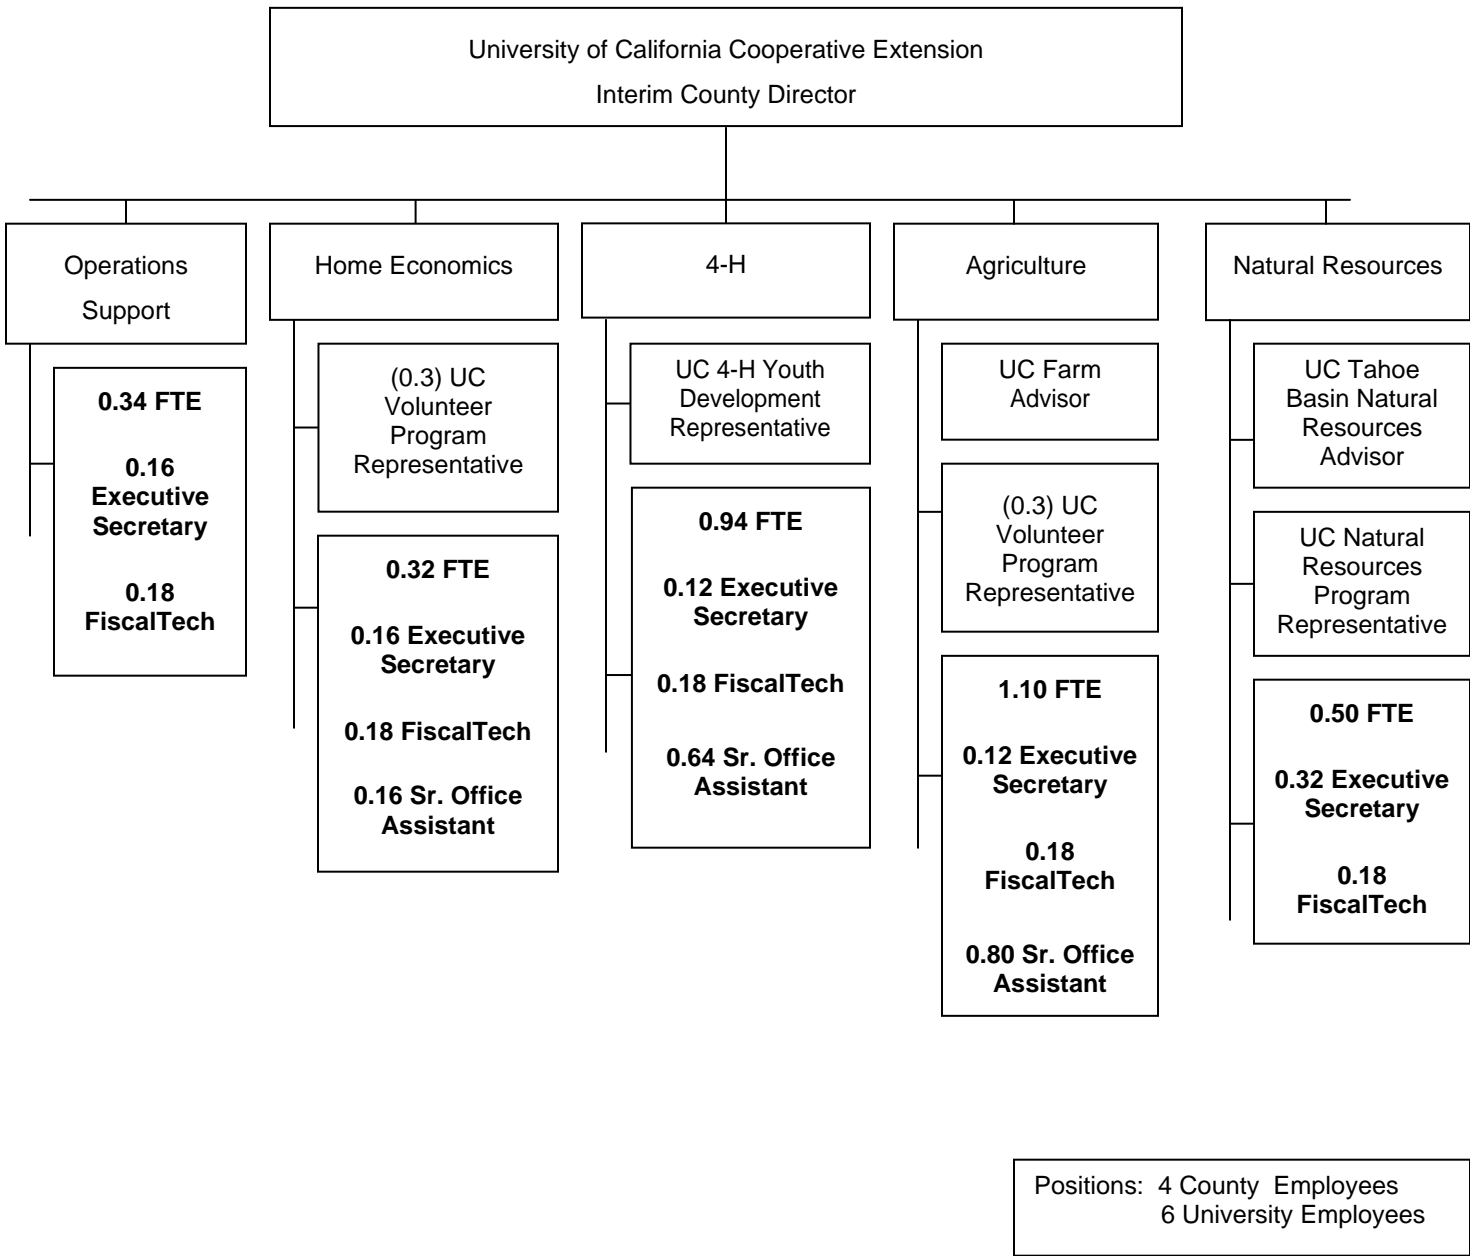 University of California Cooperative Extension
Interim County Director
Operations
Support
Home Economics
4-H
Agriculture
Natural Resources
0.34 FTE
0.16
Executive
Secretary
0.18
FiscalTech
(0.3) UC
Volunteer
Program
Representative
0.32 FTE
0.16 Executive
Secretary
0.18 FiscalTech
0.16 Sr. Office
Assistant
UC 4-H Youth
Development
Representative
0.94 FTE
0.12 Executive
Secretary
0.18 FiscalTech
0.64 Sr. Office
Assistant
UC Farm
Advisor
(0.3) UC
Volunteer
Program
Representative
1.10 FTE
0.12 Executive
Secretary
0.18
FiscalTech
0.80 Sr. Office
Assistant
UC Tahoe
Basin Natural
Resources
Advisor
UC Natural
Resources
Program
Representative
0.50 FTE
0.32 Executive
Secretary
0.18
FiscalTech
Positions:  4 County  Employees
6 University Employees